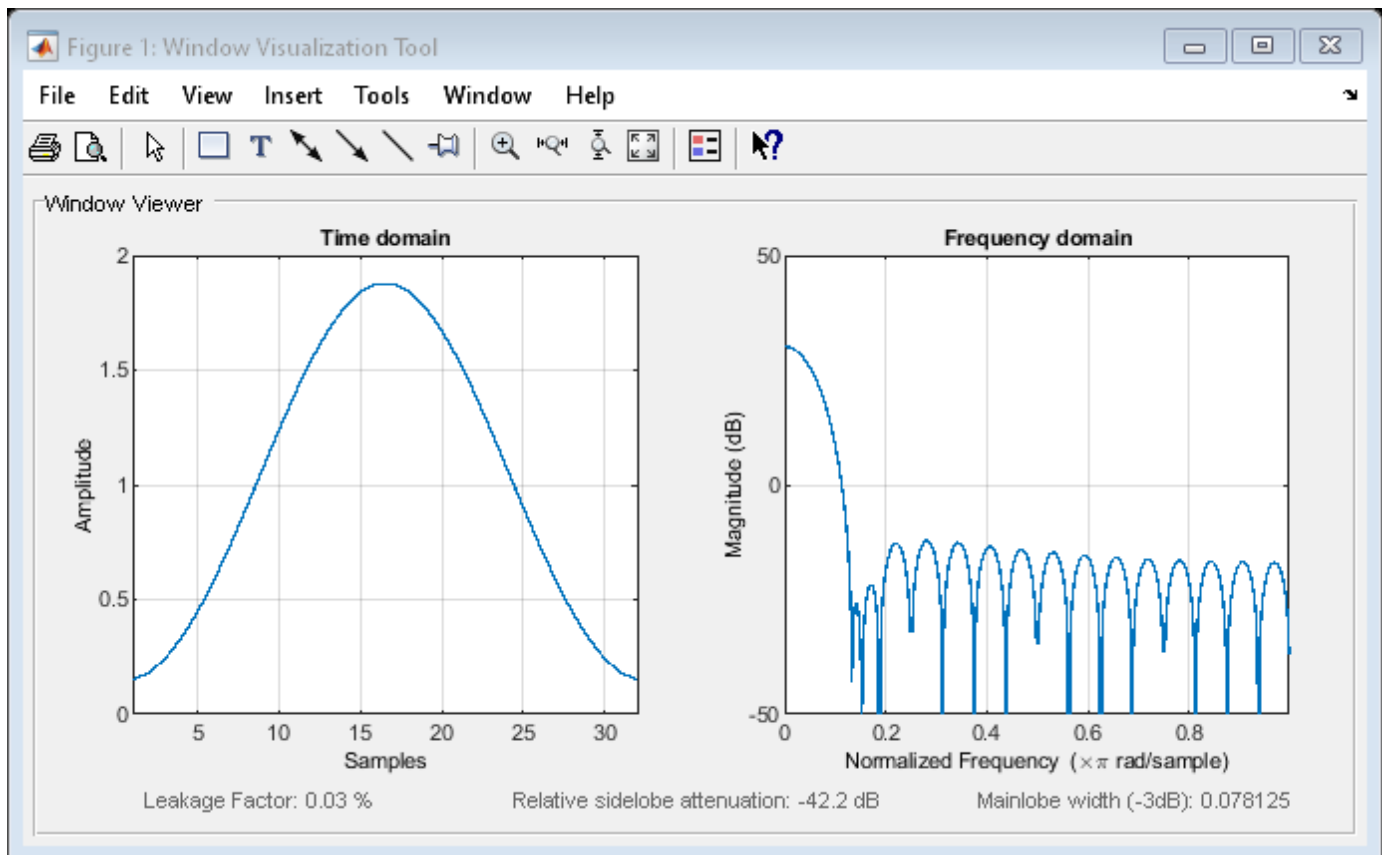 Figure 1: Window Visualization Tool
File Edit View Insert Tools Window Help
T
?
Window Viewer
Time domain
2
1.5
1
0.5
0
5 10 15 20 25 30
Amplitude
Samples
Frequency domain
50
0
-50
0 0.2 0.4 0.6 0.8
Magnitude (dB)
Normalized Frequency (×π rad/sample)
Leakage Factor: 0.03 %
Relative sidelobe attenuation: -42.2 dB
Mainlobe width (-3dB): 0.078125